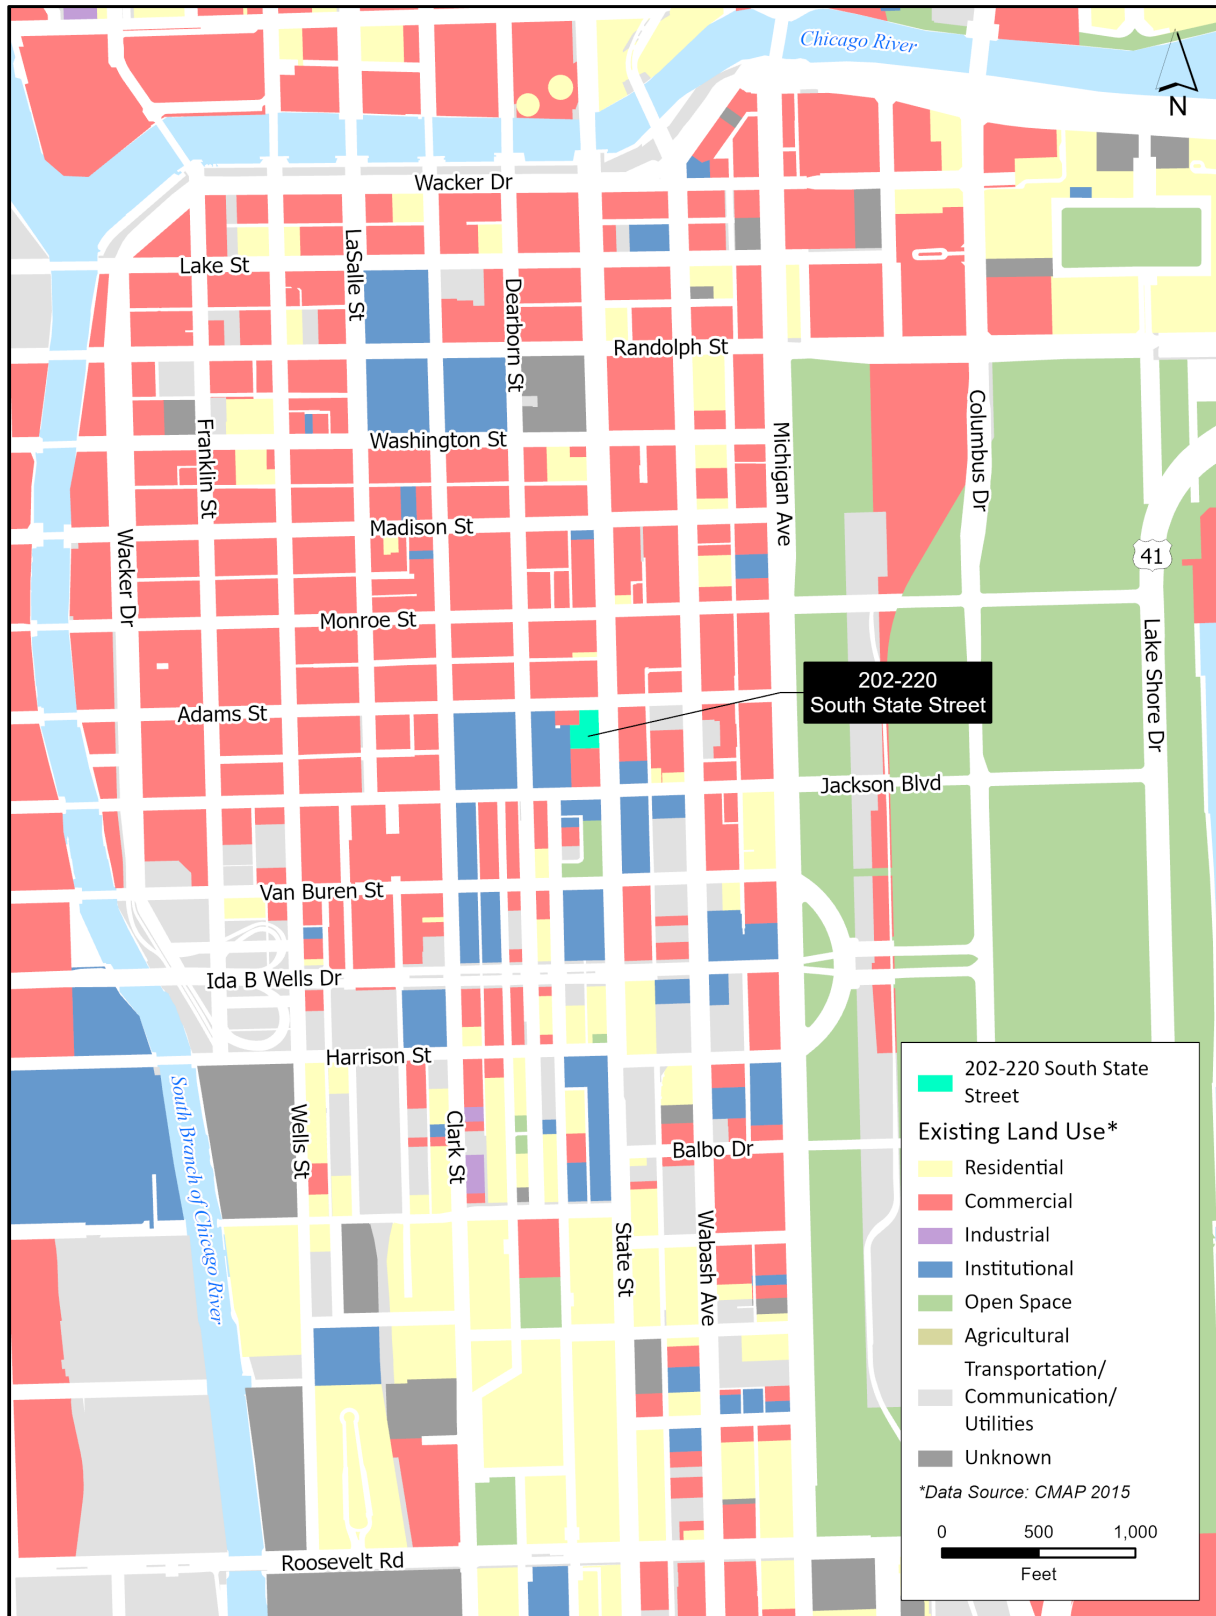 Chicago River
N
Wacker Dr
LaSalle St
Lake St
Dearborn St
Randolph St
Columbus Dr
Franklin St
Washington St
Michigan Ave
Madison St
Wacker Dr
41
Monroe St
Lake Shore Dr
202-220
South State Street
Adams St
Jackson Blvd
Van Buren St
Ida B Wells Dr
Harrison St
South Branch of Chicago River
Wells St
Clark St
Balbo Dr
State St
Wabash Ave
Roosevelt Rd
202-220 South State
Street
Existing Land Use*
Residential
Commercial
Industrial
Institutional
Open Space
Agricultural
Transportation/
Communication/
Utilities
Unknown
*Data Source: CMAP 2015
0 500 1,000
Feet